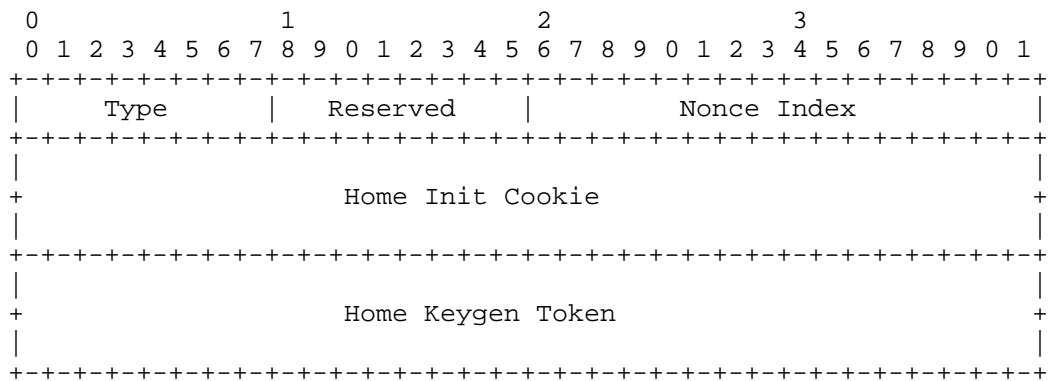 0 1 2 3
0 1 2 3 4 5 6 7 8 9 0 1 2 3 4 5 6 7 8 9 0 1 2 3 4 5 6 7 8 9 0 1
+-+-+-+-+-+-+-+-+-+-+-+-+-+-+-+-+-+-+-+-+-+-+-+-+-+-+-+-+-+-+-+-+
| Type | Reserved | Nonce Index |
+-+-+-+-+-+-+-+-+-+-+-+-+-+-+-+-+-+-+-+-+-+-+-+-+-+-+-+-+-+-+-+-+
| |
+ Home Init Cookie +
| |
+-+-+-+-+-+-+-+-+-+-+-+-+-+-+-+-+-+-+-+-+-+-+-+-+-+-+-+-+-+-+-+-+
| |
+ Home Keygen Token +
| |
+-+-+-+-+-+-+-+-+-+-+-+-+-+-+-+-+-+-+-+-+-+-+-+-+-+-+-+-+-+-+-+-+